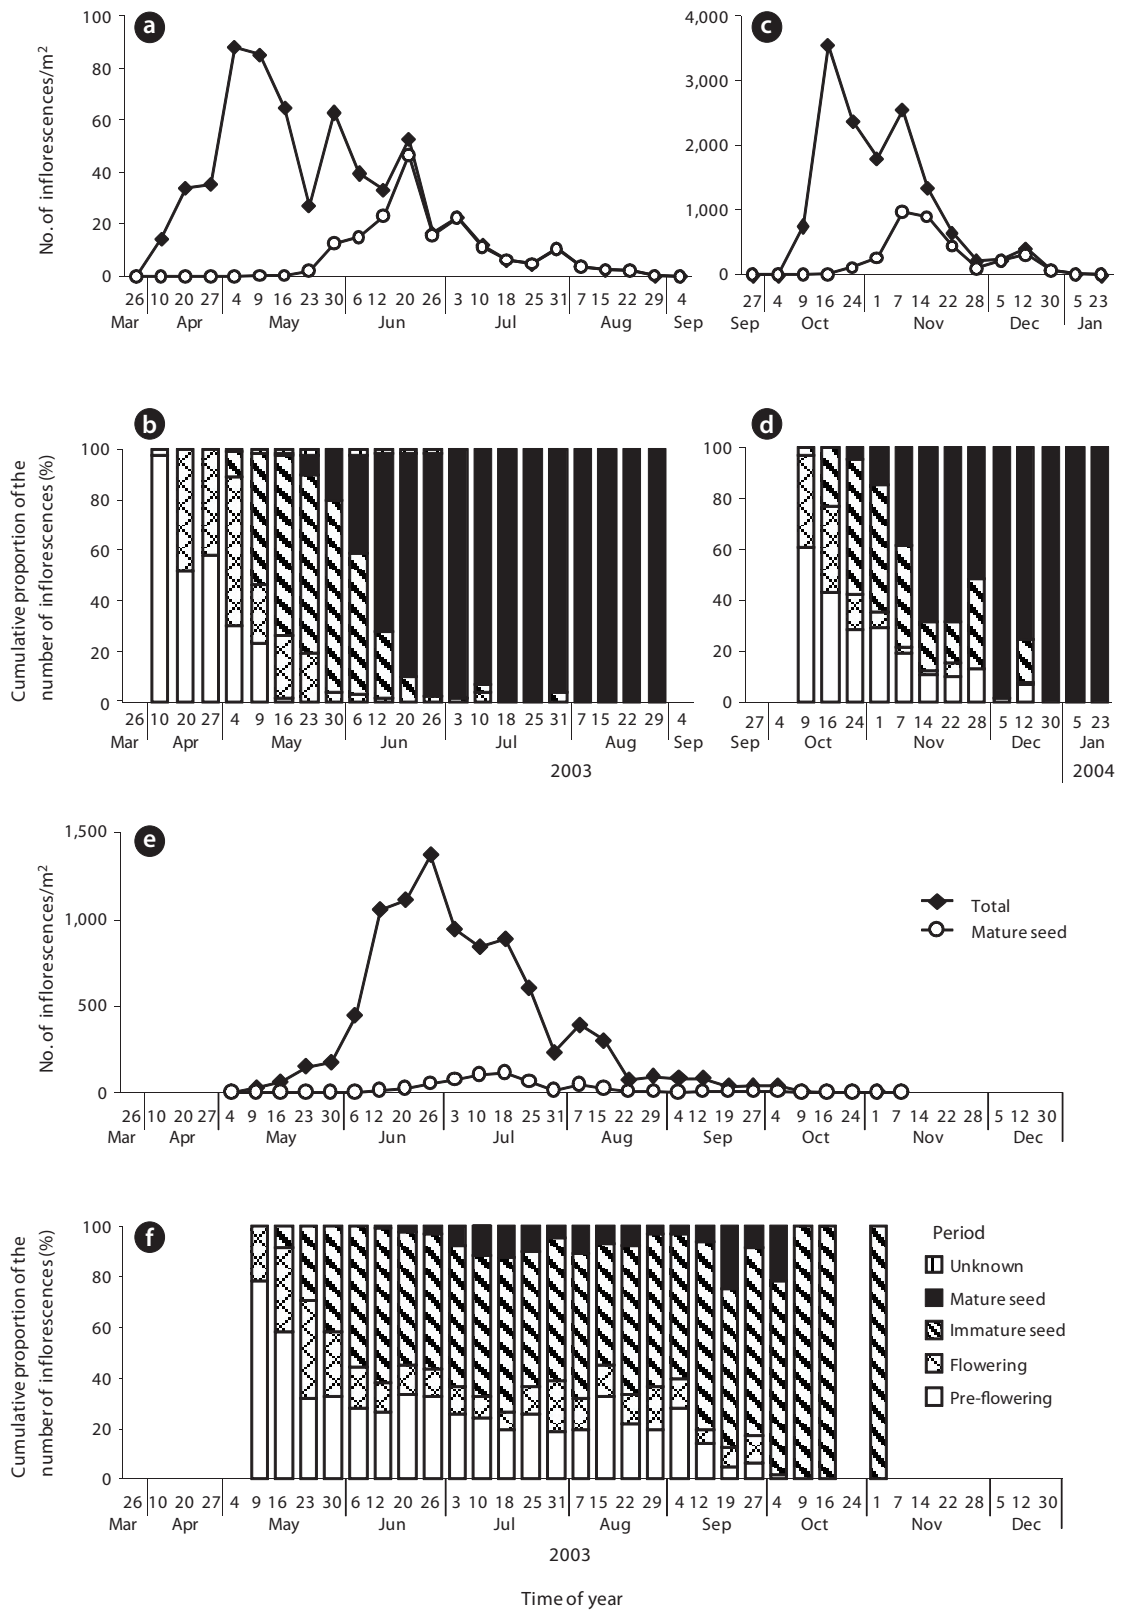 a
No. of inflorescences/m²
100
80
60
40
20
0
26 10 20 27 4 9 16 23 30 6 12 20 26 3 10 18 25 31 7 15 22 29 4
Mar Apr May Jun Jul Aug Sep
c
4,000
3,000
2,000
1,000
0
27 4 9 16 24 1 7 14 22 28 5 12 30 5 23
Sep Oct Nov Dec Jan
b
Cumulative proportion of the
number of inflorescences (%)
100
80
60
40
20
0
26 10 20 27 4 9 16 23 30 6 12 20 26 3 10 18 25 31 7 15 22 29 4
Mar Apr May Jun Jul Aug Sep
d
100
80
60
40
20
0
27 4 9 16 24 1 7 14 22 28 5 12 30 5 23
Sep Oct Nov Dec Jan
2003 2004
e
No. of inflorescences/m²
1,500
1,000
500
0
Total
Mature seed
26 10 20 27 4 9 16 23 30 6 12 20 26 3 10 18 25 31 7 15 22 29 4 12 19 27 4 9 16 24 1 7 14 22 28 5 12 30
Mar Apr May Jun Jul Aug Sep Oct Nov Dec
f
Cumulative proportion of the
number of inflorescences (%)
100
80
60
40
20
0
Period
Unknown
Mature seed
Immature seed
Flowering
Pre-flowering
26 10 20 27 4 9 16 23 30 6 12 20 26 3 10 18 25 31 7 15 22 29 4 12 19 27 4 9 16 24 1 7 14 22 28 5 12 30
Mar Apr May Jun Jul Aug Sep Oct Nov Dec
2003
Time of year